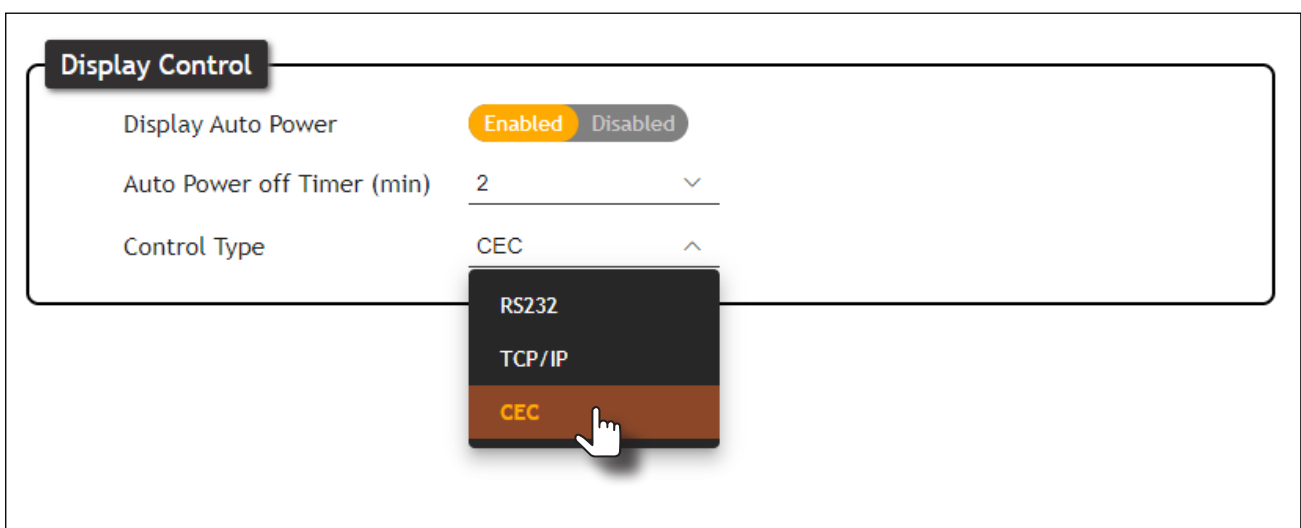 Display Control
Display Auto Power Enabled Disabled
Auto Power off Timer (min) 2
Control Type CEC
RS232
TCP/IP
CEC